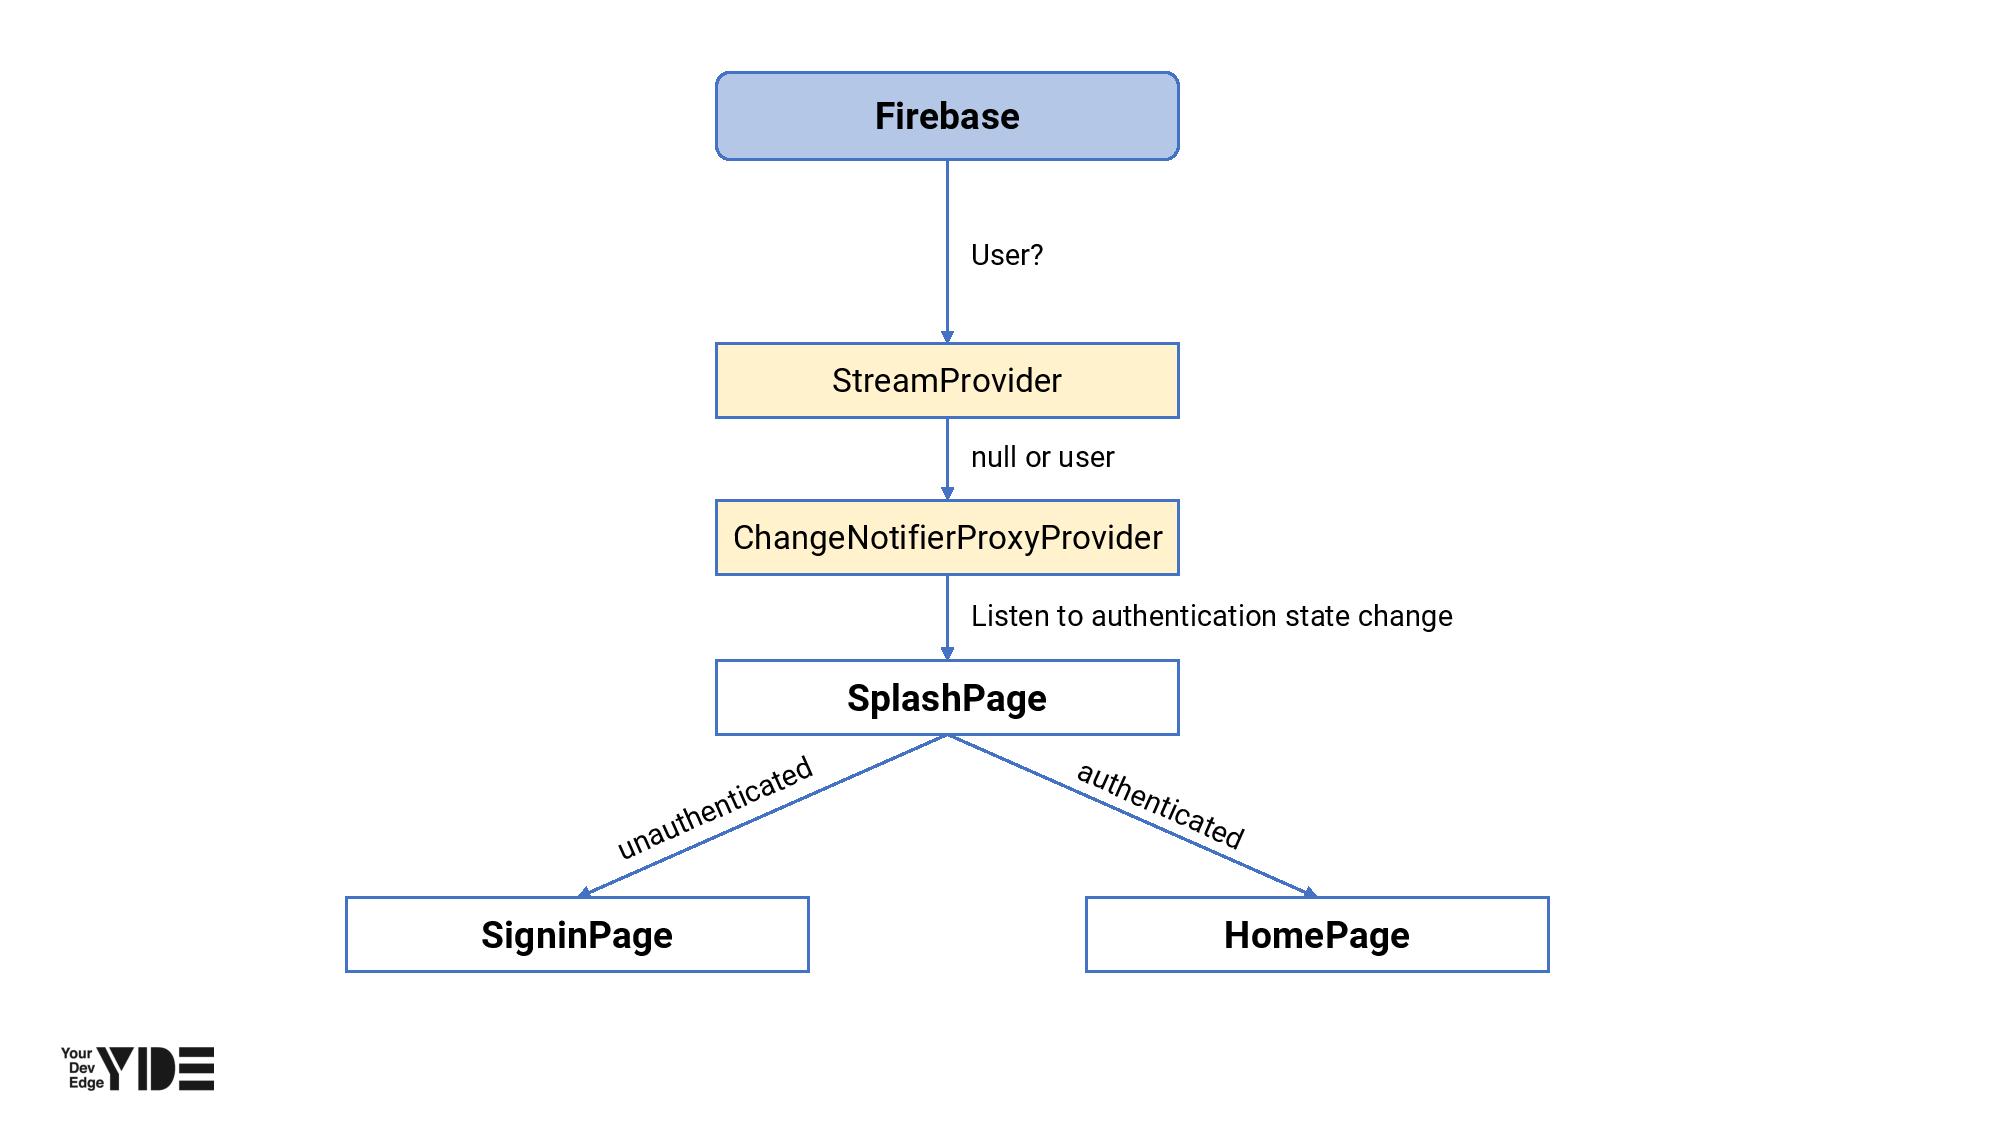 Firebase
User?
StreamProvider
null or user
ChangeNotifierProxyProvider
Listen to authentication state change
SplashPage
unauthenticated
authenticated
SigninPage
HomePage
Your
Dev
Edge
YDE